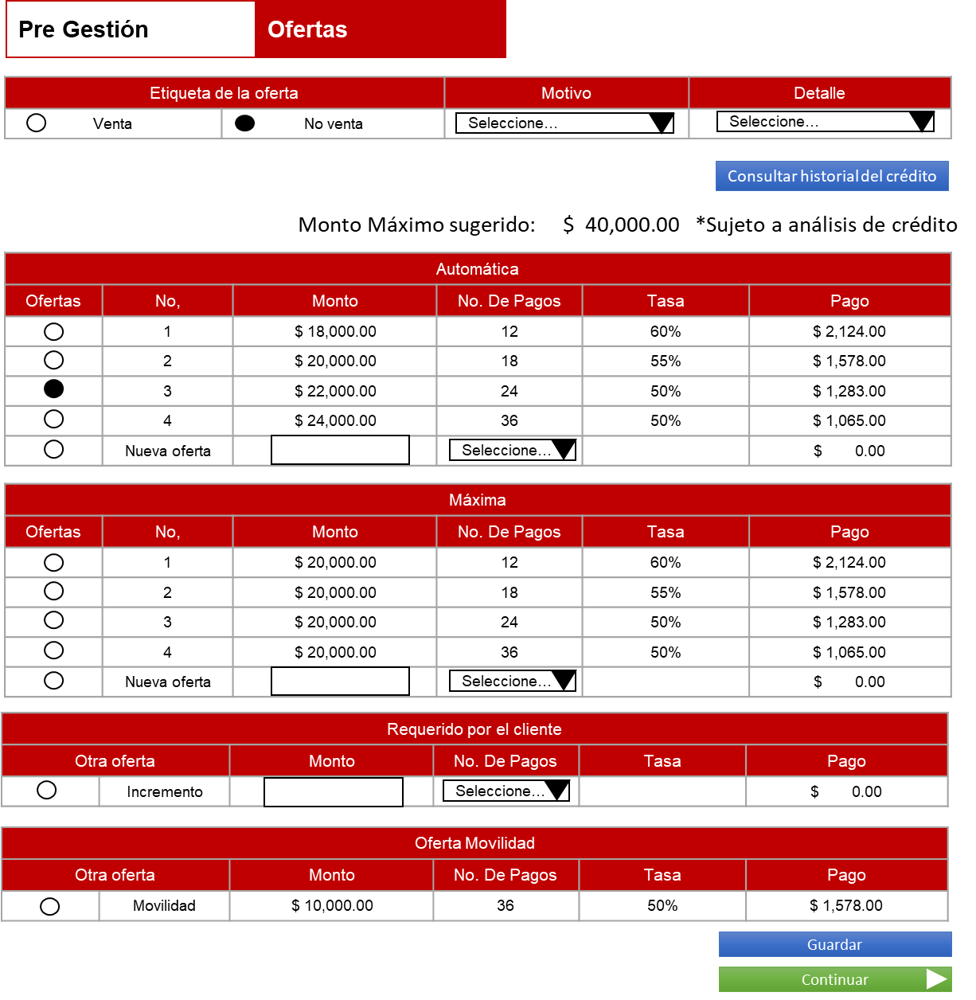 Pre Gestión Ofertas
Etiqueta de la oferta Motivo Detalle
Venta No venta Seleccione... Seleccione...
Consultar historial del crédito
Monto Máximo sugerido: $ 40,000.00 *Sujeto a análisis de crédito
Automática
Ofertas No, Monto No. De Pagos Tasa Pago
1 $ 18,000.00 12 60% $ 2,124.00
2 $ 20,000.00 18 55% $ 1,578.00
3 $ 22,000.00 24 50% $ 1,283.00
4 $ 24,000.00 36 50% $ 1,065.00
Nueva oferta Seleccione... $ 0.00
Máxima
Ofertas No, Monto No. De Pagos Tasa Pago
1 $ 20,000.00 12 60% $ 2,124.00
2 $ 20,000.00 18 55% $ 1,578.00
3 $ 20,000.00 24 50% $ 1,283.00
4 $ 20,000.00 36 50% $ 1,065.00
Nueva oferta Seleccione... $ 0.00
Requerido por el cliente
Otra oferta Monto No. De Pagos Tasa Pago
Incremento Seleccione... $ 0.00
Oferta Movilidad
Otra oferta Monto No. De Pagos Tasa Pago
Movilidad $ 10,000.00 36 50% $ 1,578.00
Guardar
Continuar